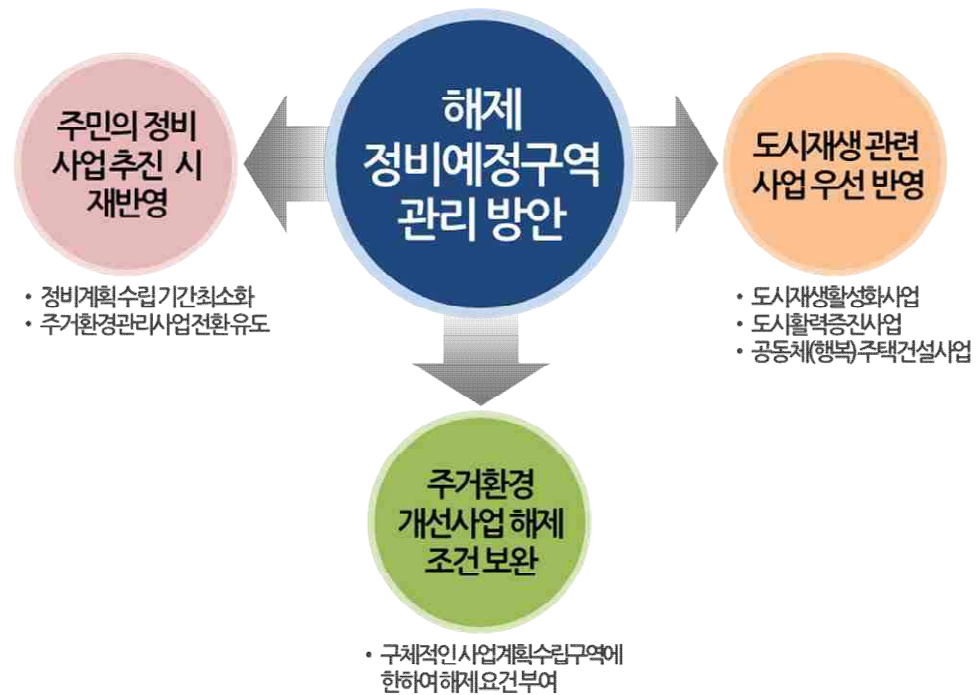 해제
정비예정구역
관리 방안
주민의 정비
사업 추진 시
재반영
• 정비계획 수립 기간 최소화
• 주거환경관리사업 전환 유도
도시재생 관련
사업 우선 반영
• 도시재생활성화사업
• 도시활력증진사업
• 공동체(행복)주택건설사업
주거환경
개선사업 해제
조건 보완
• 구체적인 사업계획수립구역에
한하여 해제 요건 부여